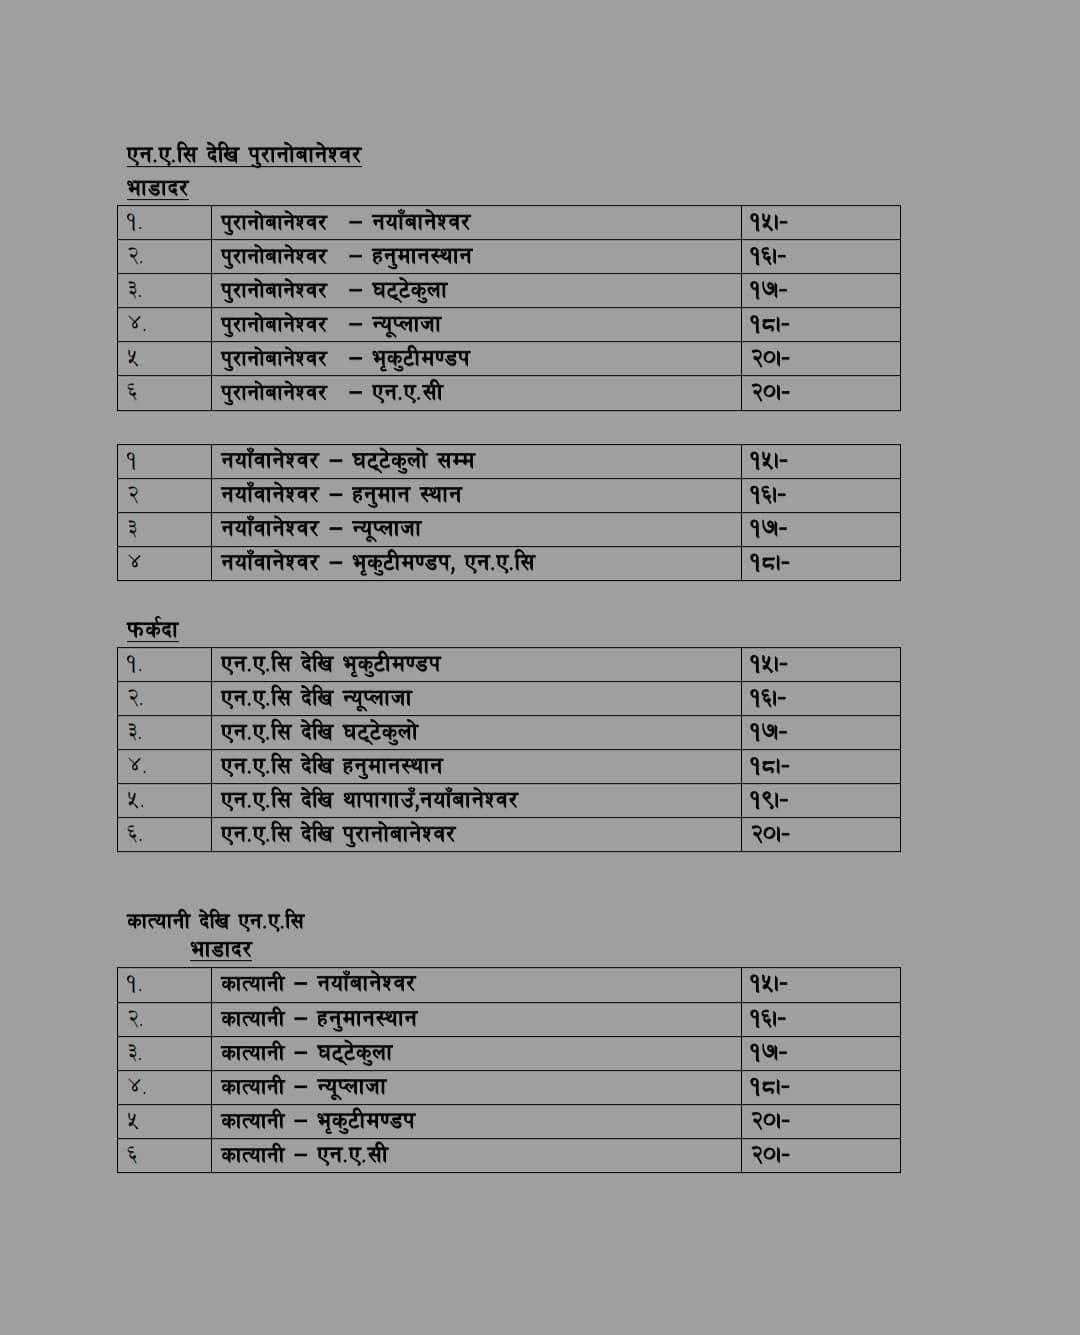 एन.ए.सि देखि पुरानोबानेश्वर
भाडादर
१. पुरानोबानेश्वर – नयाँबानेश्वर १५।-
२. पुरानोबानेश्वर – हनुमानस्थान १६।-
३. पुरानोबानेश्वर – घट्टेकुला १७।-
४. पुरानोबानेश्वर – न्यूप्लाजा १८।-
५ पुरानोबानेश्वर – भृकुटीमण्डप २०।-
६ पुरानोबानेश्वर – एन.ए.सी २०।-
१ नयाँवानेश्वर – घट्टेकुलो सम्म १५।-
२ नयाँवानेश्वर – हनुमान स्थान १६।-
३ नयाँवानेश्वर – न्यूप्लाजा १७।-
४ नयाँवानेश्वर – भृकुटीमण्डप, एन.ए.सि १८।-
फर्कदा
१. एन.ए.सि देखि भृकुटीमण्डप १५।-
२. एन.ए.सि देखि न्यूप्लाजा १६।-
३. एन.ए.सि देखि घट्टेकुलो १७।-
४. एन.ए.सि देखि हनुमानस्थान १८।-
५. एन.ए.सि देखि थापागाउँ,नयाँबानेश्वर १९।-
६. एन.ए.सि देखि पुरानोबानेश्वर २०।-
कात्यानी देखि एन.ए.सि
भाडादर
१. कात्यानी – नयाँबानेश्वर १५।-
२. कात्यानी – हनुमानस्थान १६।-
३. कात्यानी – घट्टेकुला १७।-
४. कात्यानी – न्यूप्लाजा १८।-
५ कात्यानी – भृकुटीमण्डप २०।-
६ कात्यानी – एन.ए.सी २०।-